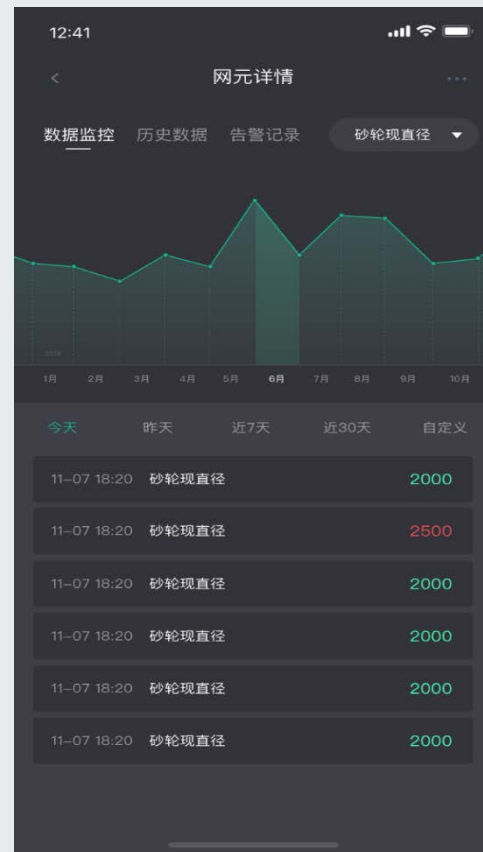 12:41
网元详情
数据监控 历史数据 告警记录 砂轮现直径
2018
1月 2月 3月 4月 5月 6月 7月 8月 9月 10月
今天 昨天 近7天 近30天 自定义
11-07 18:20 砂轮现直径 2000
11-07 18:20 砂轮现直径 2500
11-07 18:20 砂轮现直径 2000
11-07 18:20 砂轮现直径 2000
11-07 18:20 砂轮现直径 2000
11-07 18:20 砂轮现直径 2000